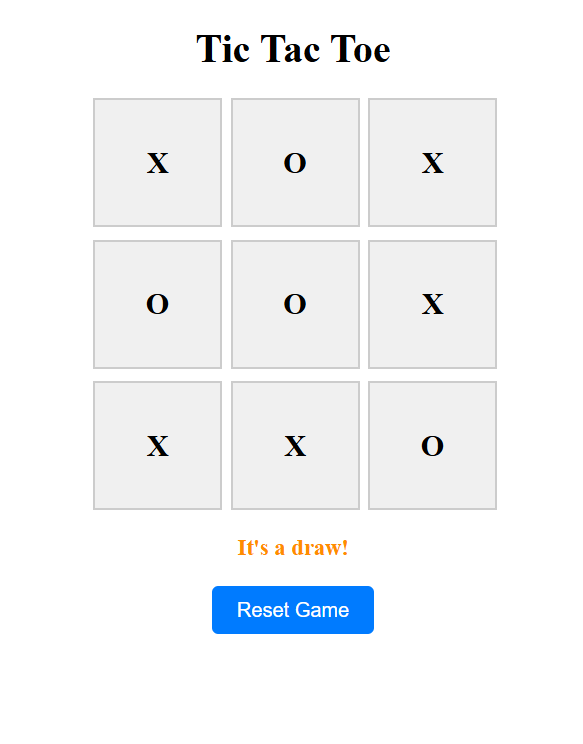 Tic Tac Toe
X O X
O O X
X X O
It's a draw!
Reset Game